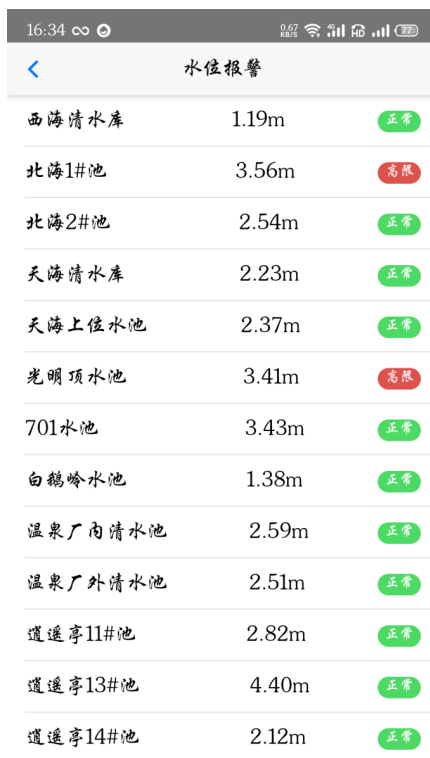 16:34 0.67 KB/S 4G HD 77
水位报警
西海清水库 1.19m 正常
北海1#池 3.56m 高限
北海2#池 2.54m 正常
天海清水库 2.23m 正常
天海上位水池 2.37m 正常
光明顶水池 3.41m 高限
701水池 3.43m 正常
白鹅岭水池 1.38m 正常
温泉厂内清水池 2.59m 正常
温泉厂外清水池 2.51m 正常
逍遥亭11#池 2.82m 正常
逍遥亭13#池 4.40m 正常
逍遥亭14#池 2.12m 正常